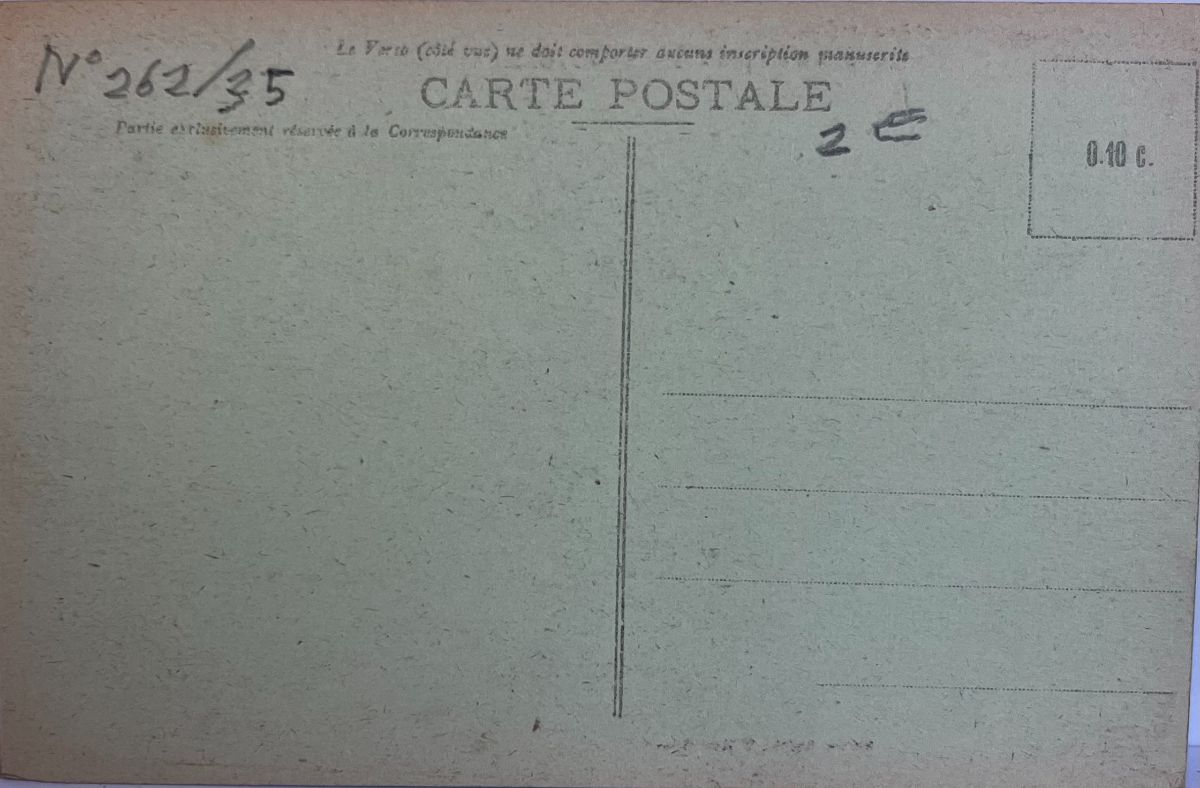 Le Verso (côté vue) ne doit comporter aucune inscription manuscrite
N° 262/35
CARTE POSTALE
Partie exclusivement réservée à la Correspondance
2 €
0.10 c.